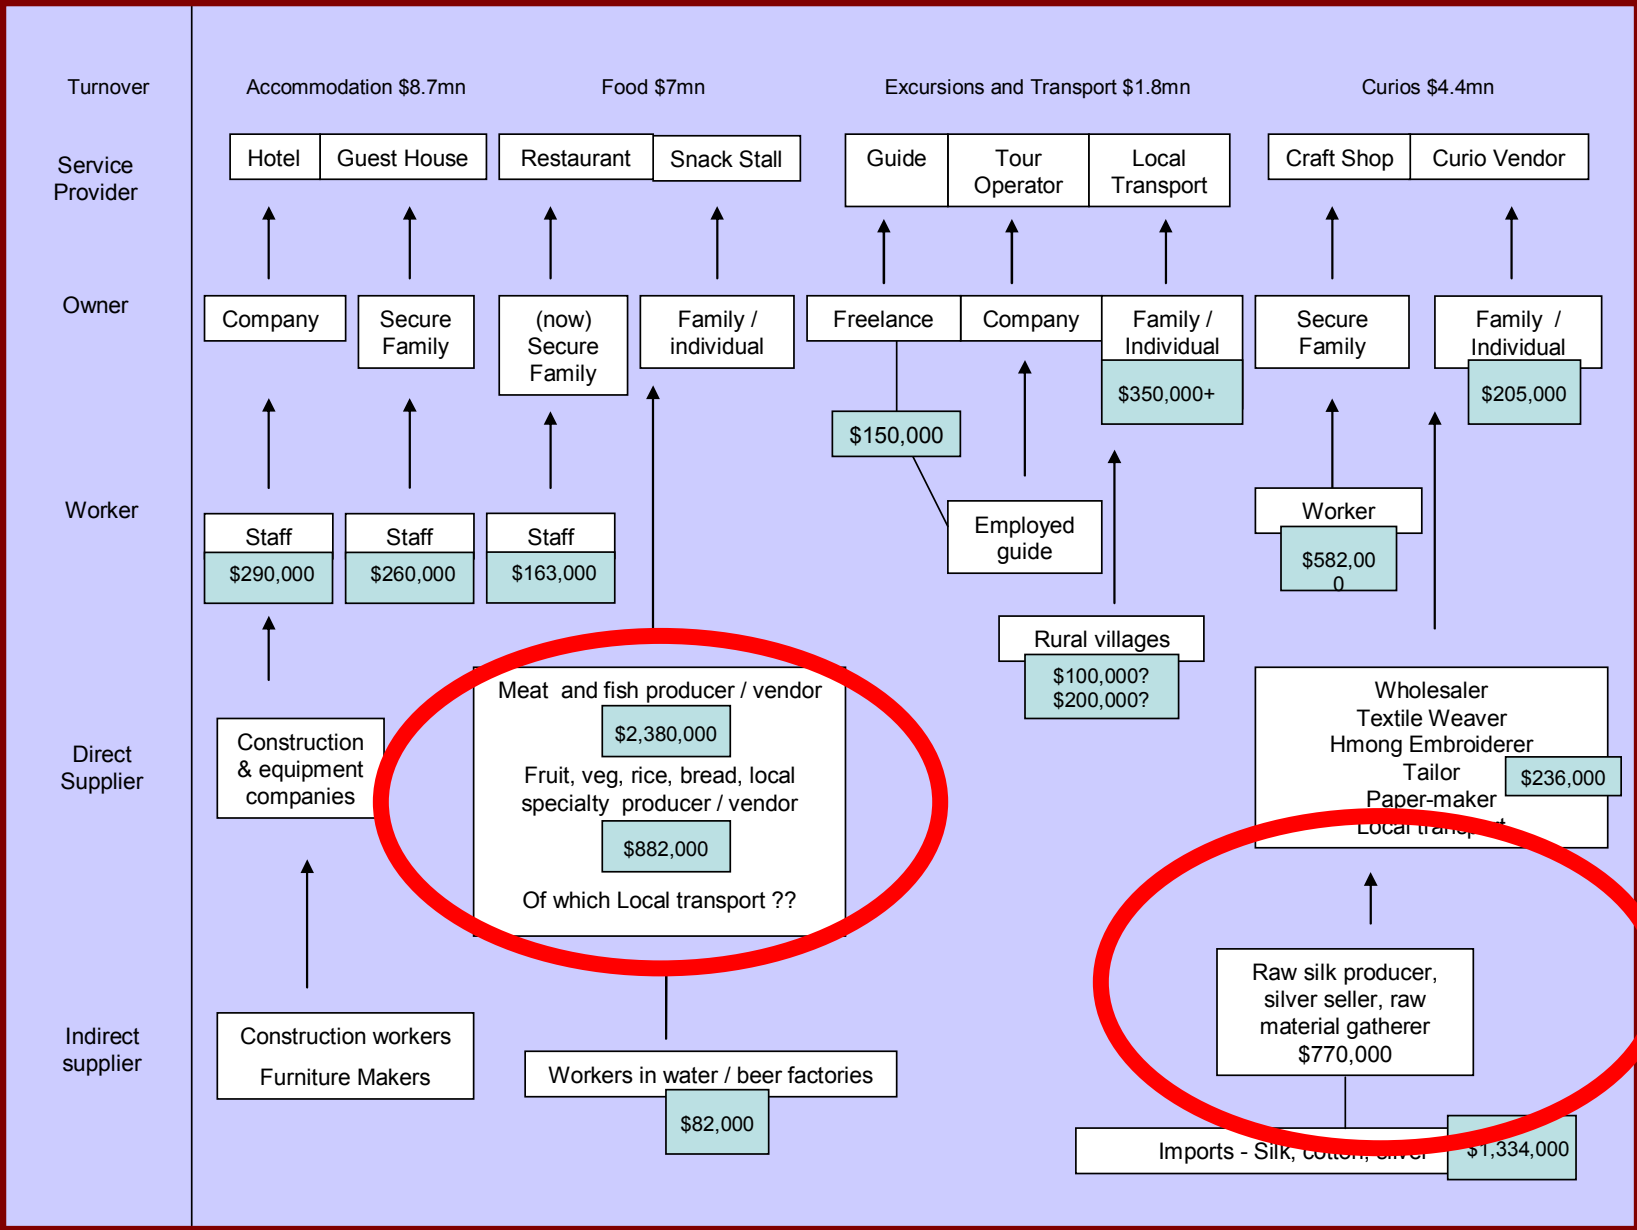 Turnover
Accommodation $8.7mn
Food $7mn
Excursions and Transport $1.8mn
Curios $4.4mn
Service
Provider
Hotel
Guest House
Restaurant
Snack Stall
Guide
Tour
Operator
Local
Transport
Craft Shop
Curio Vendor
Owner
Company
Secure
Family
(now)
Secure
Family
Family /
individual
Freelance
Company
Family /
Individual
$350,000+
Secure
Family
Family /
Individual
$205,000
$150,000
Worker
Staff
$290,000
Staff
$260,000
Staff
$163,000
Employed
guide
Worker
$582,00
0
Rural villages
$100,000?
$200,000?
Direct
Supplier
Construction
& equipment
companies
Meat and fish producer / vendor
$2,380,000
Fruit, veg, rice, bread, local
specialty producer / vendor
$882,000
Of which Local transport ??
Wholesaler
Textile Weaver
Hmong Embroiderer
Tailor
$236,000
Paper-maker
Local transport
Indirect
supplier
Construction workers
Furniture Makers
Workers in water / beer factories
$82,000
Raw silk producer,
silver seller, raw
material gatherer
$770,000
Imports - Silk, cotton, silver
$1,334,000